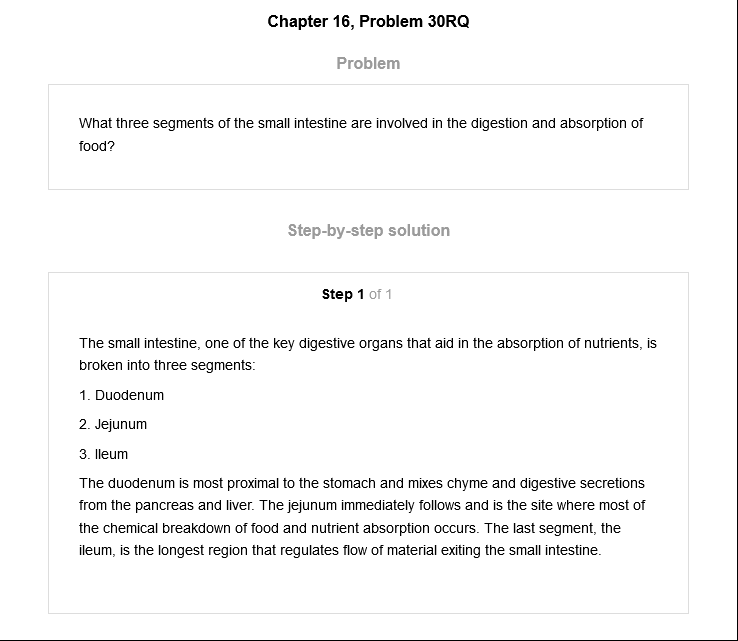 Chapter 16, Problem 30RQ
Problem
What three segments of the small intestine are involved in the digestion and absorption of
food?
Step-by-step solution
Step 1 of 1
The small intestine, one of the key digestive organs that aid in the absorption of nutrients, is
broken into three segments:
1. Duodenum
2. Jejunum
3. Ileum
The duodenum is most proximal to the stomach and mixes chyme and digestive secretions
from the pancreas and liver. The jejunum immediately follows and is the site where most of
the chemical breakdown of food and nutrient absorption occurs. The last segment, the
ileum, is the longest region that regulates flow of material exiting the small intestine.